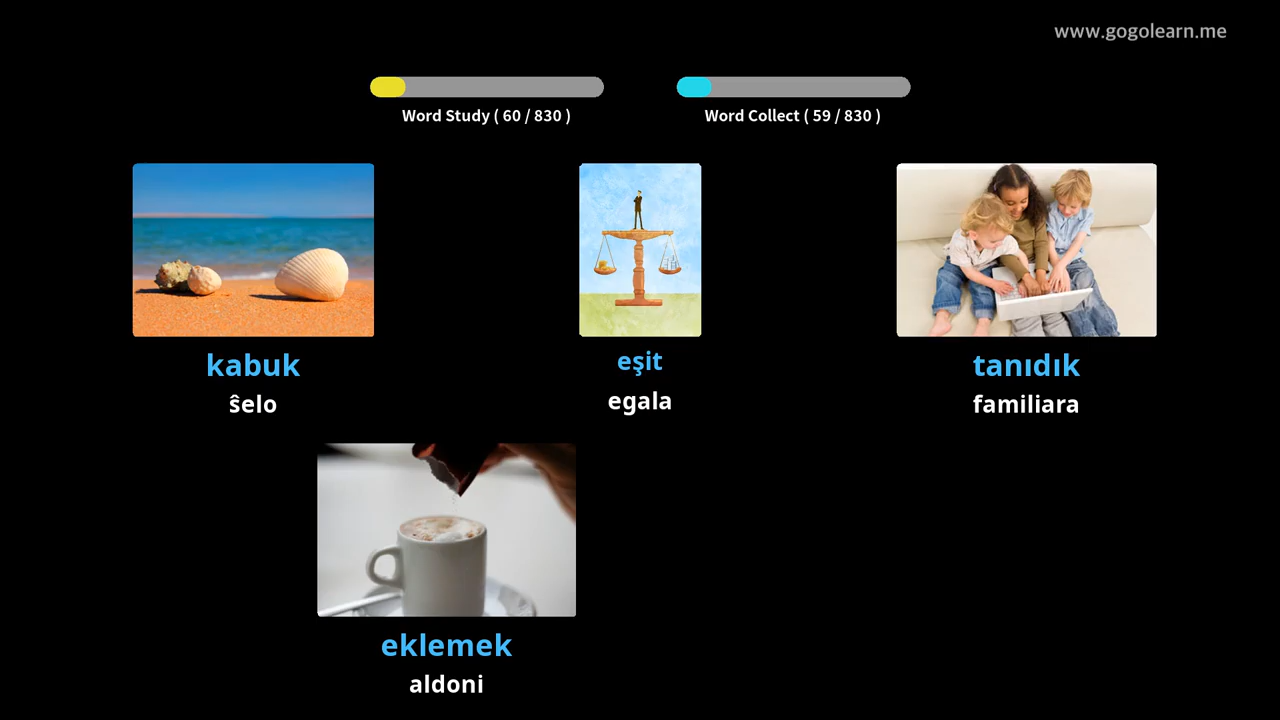 www.gogolearn.me
Word Study ( 60 / 830 )
Word Collect ( 59 / 830 )
kabuk
ŝelo
eşit
egala
tanıdık
familiara
eklemek
aldoni